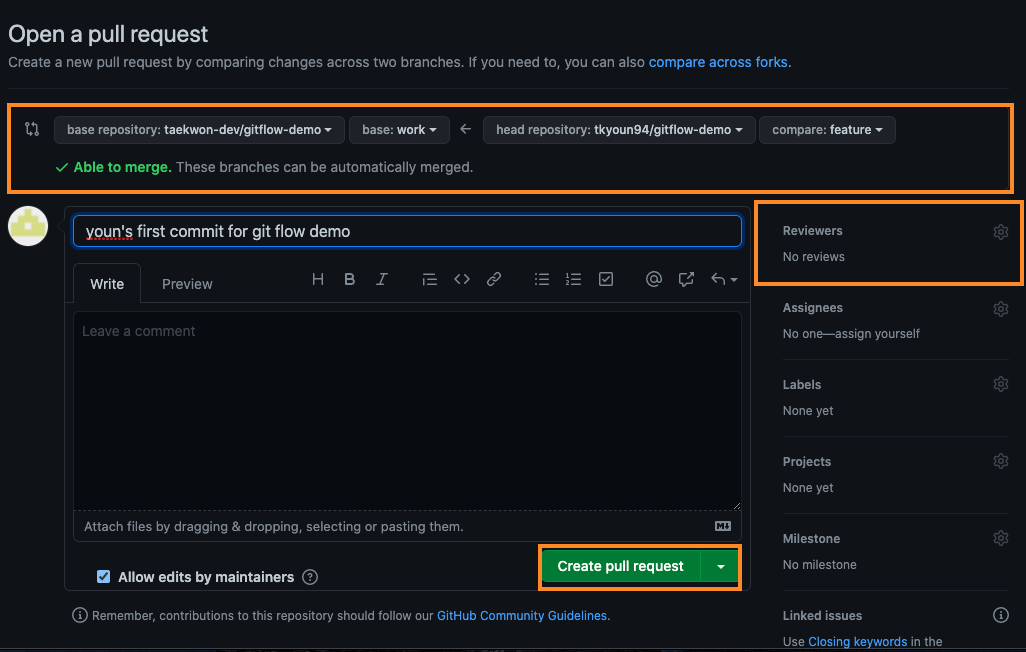 Open a pull request
Create a new pull request by comparing changes across two branches. If you need to, you can also compare across forks.
base repository: taekwon-dev/gitflow-demo base: work head repository: tkyoun94/gitflow-demo compare: feature
Able to merge. These branches can be automatically merged.
youn's first commit for git flow demo
Write Preview
Leave a comment
Attach files by dragging & dropping, selecting or pasting them.
Allow edits by maintainers
Create pull request
Remember, contributions to this repository should follow our GitHub Community Guidelines.
Reviewers
No reviews
Assignees
No one—assign yourself
Labels
None yet
Projects
None yet
Milestone
No milestone
Linked issues
Use Closing keywords in the